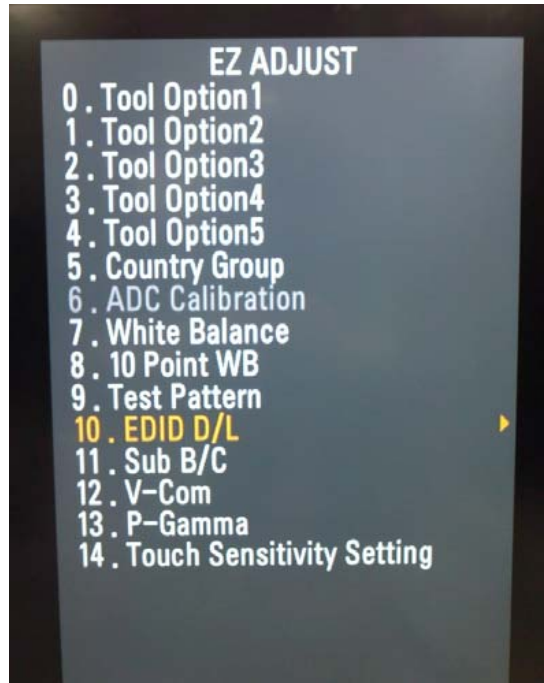 EZ ADJUST
0 . Tool Option1
1 . Tool Option2
2 . Tool Option3
3 . Tool Option4
4 . Tool Option5
5 . Country Group
6 . ADC Calibration
7 . White Balance
8 . 10 Point WB
9 . Test Pattern
10 . EDID D/L
11 . Sub B/C
12 . V-Com
13 . P-Gamma
14 . Touch Sensitivity Setting